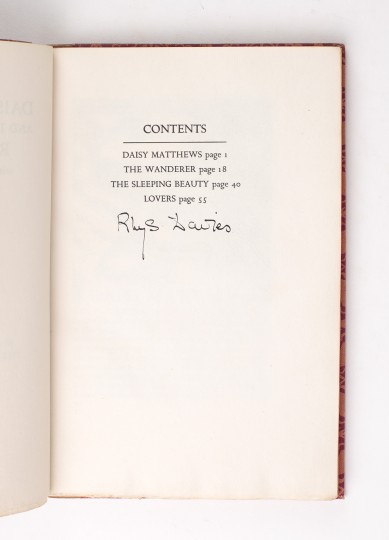 CONTENTS
DAISY MATTHEWS page 1
THE WANDERER page 18
THE SLEEPING BEAUTY page 40
LOVERS page 55
Rhys Davies